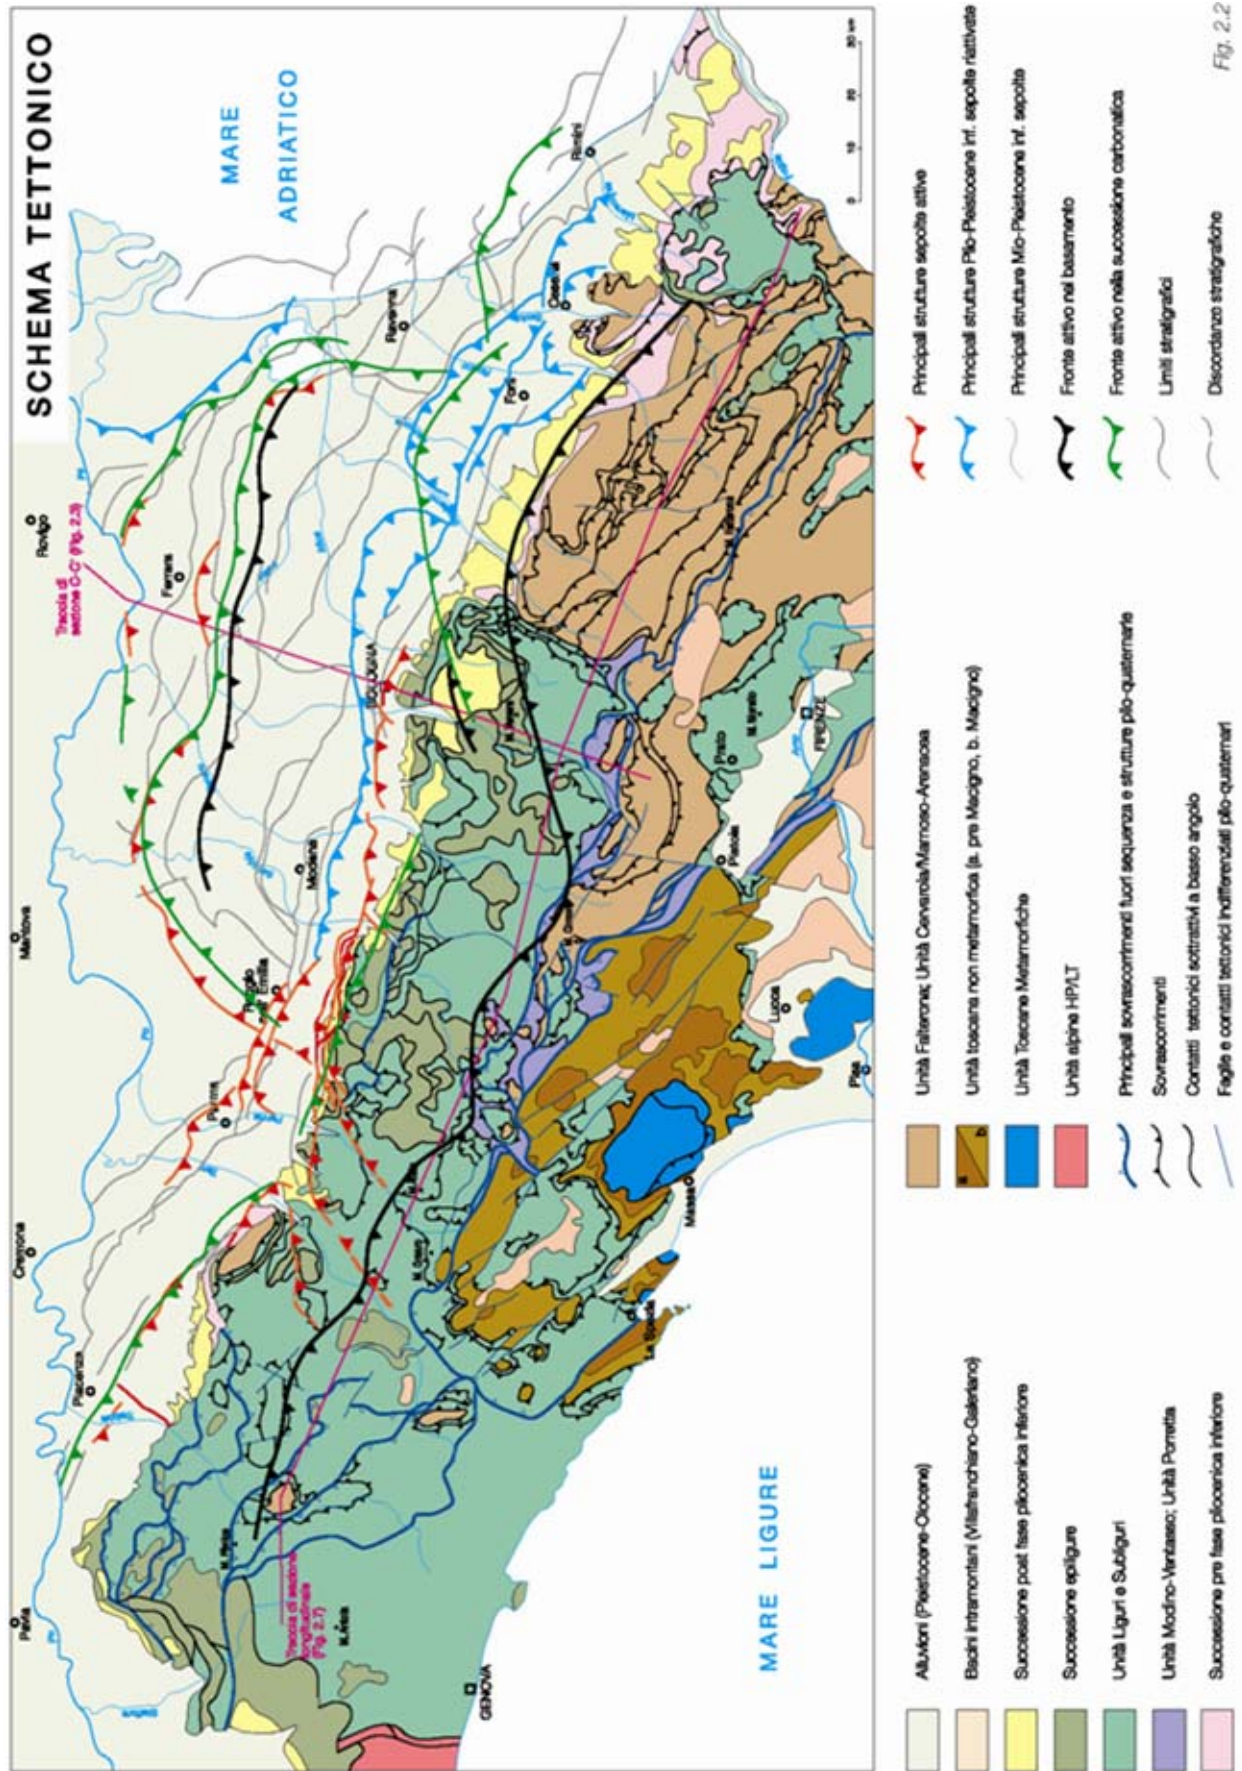 SCHEMA TETTONICO
MARE
ADRIATICO
Pavia
Cremona
Mantova
Rovigo
Piacenza
Parma
Reggio
Emilia
Modena
Ferrara
Traccia di
sezione C-C' (Fig. 2.3)
BOLOGNA
Ravenna
Forlì
Cesena
Rimini
GENOVA
Traccia di sezione
longitudinale
(Fig. 2.7)
La Spezia
Massa
Lucca
Pisa
Pistoia
Prato
FIRENZE
MARE LIGURE
0 10 20 30 km
Alluvioni (Pleistocene-Olocene)
Bacini intramontani (Villafranchiano-Galeriano)
Successione post fase pliocenica inferiore
Successione epiligure
Unità Liguri e Subliguri
Unità Modino-Ventasso; Unità Porretta
Successione pre fase pliocenica inferiore
Unità Falterona; Unità Cervarola/Marnoso-Arenacea
Unità toscana non metamorfica (a. pre Macigno, b. Macigno)
a
b
Unità Toscane Metamorfiche
Unità alpine HP/LT
Principali sovrascorrimenti fuori sequenza e strutture plio-quaternarie
Sovrascorrimenti
Contatti tettonici sottrattivi a basso angolo
Faglie e contatti tettonici indifferenziati plio-quaternari
Principali strutture sepolte attive
Principali strutture Plio-Pleistocene inf. sepolte riattivate
Principali strutture Mio-Pleistocene inf. sepolte
Fronte attivo nel basamento
Fronte attivo nella successione carbonatica
Limiti stratigrafici
Discordanze stratigrafiche
Fig. 2.2